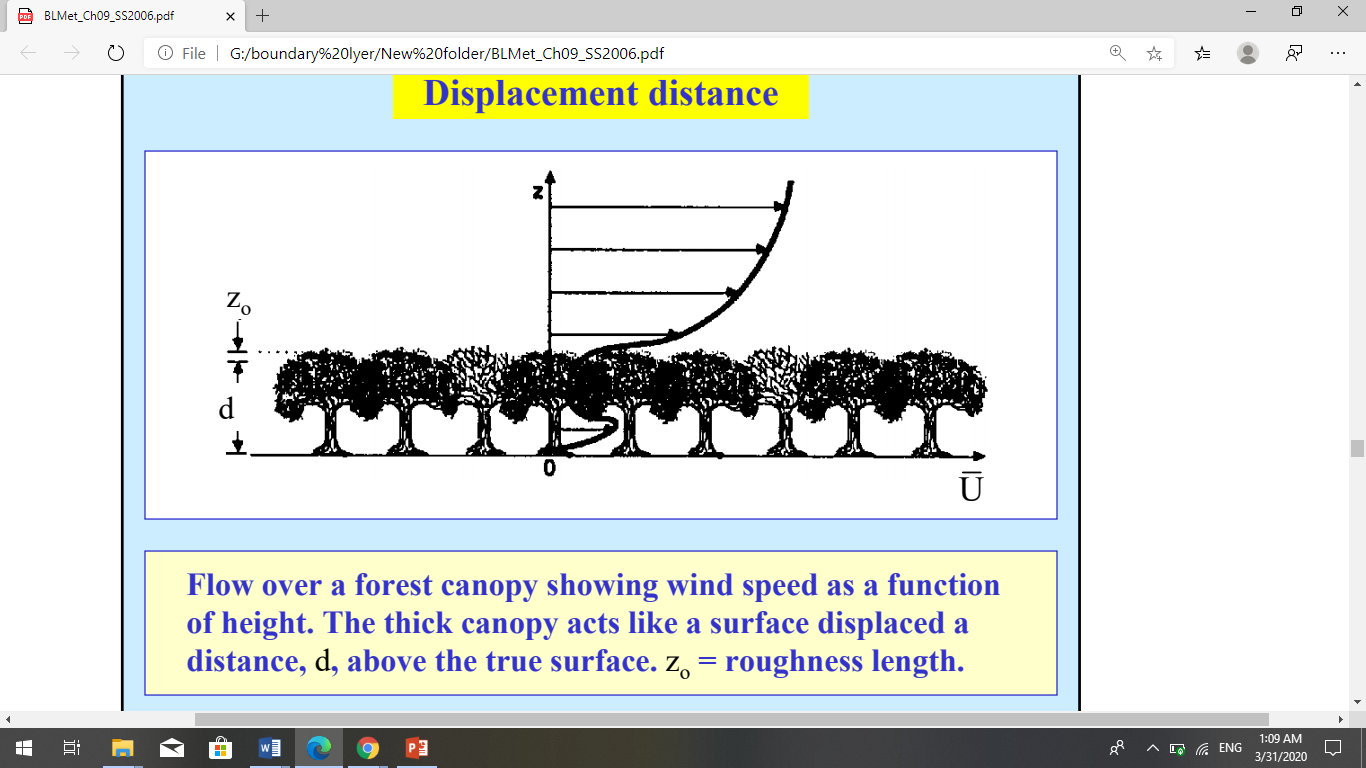 BLMet_Ch09_SS2006.pdf
File G:/boundary%20lyer/New%20folder/BLMet_Ch09_SS2006.pdf
Displacement distance
z
zo
d
0
U̅
Flow over a forest canopy showing wind speed as a function
of height. The thick canopy acts like a surface displaced a
distance, d, above the true surface. zo = roughness length.
ENG
1:09 AM
3/31/2020